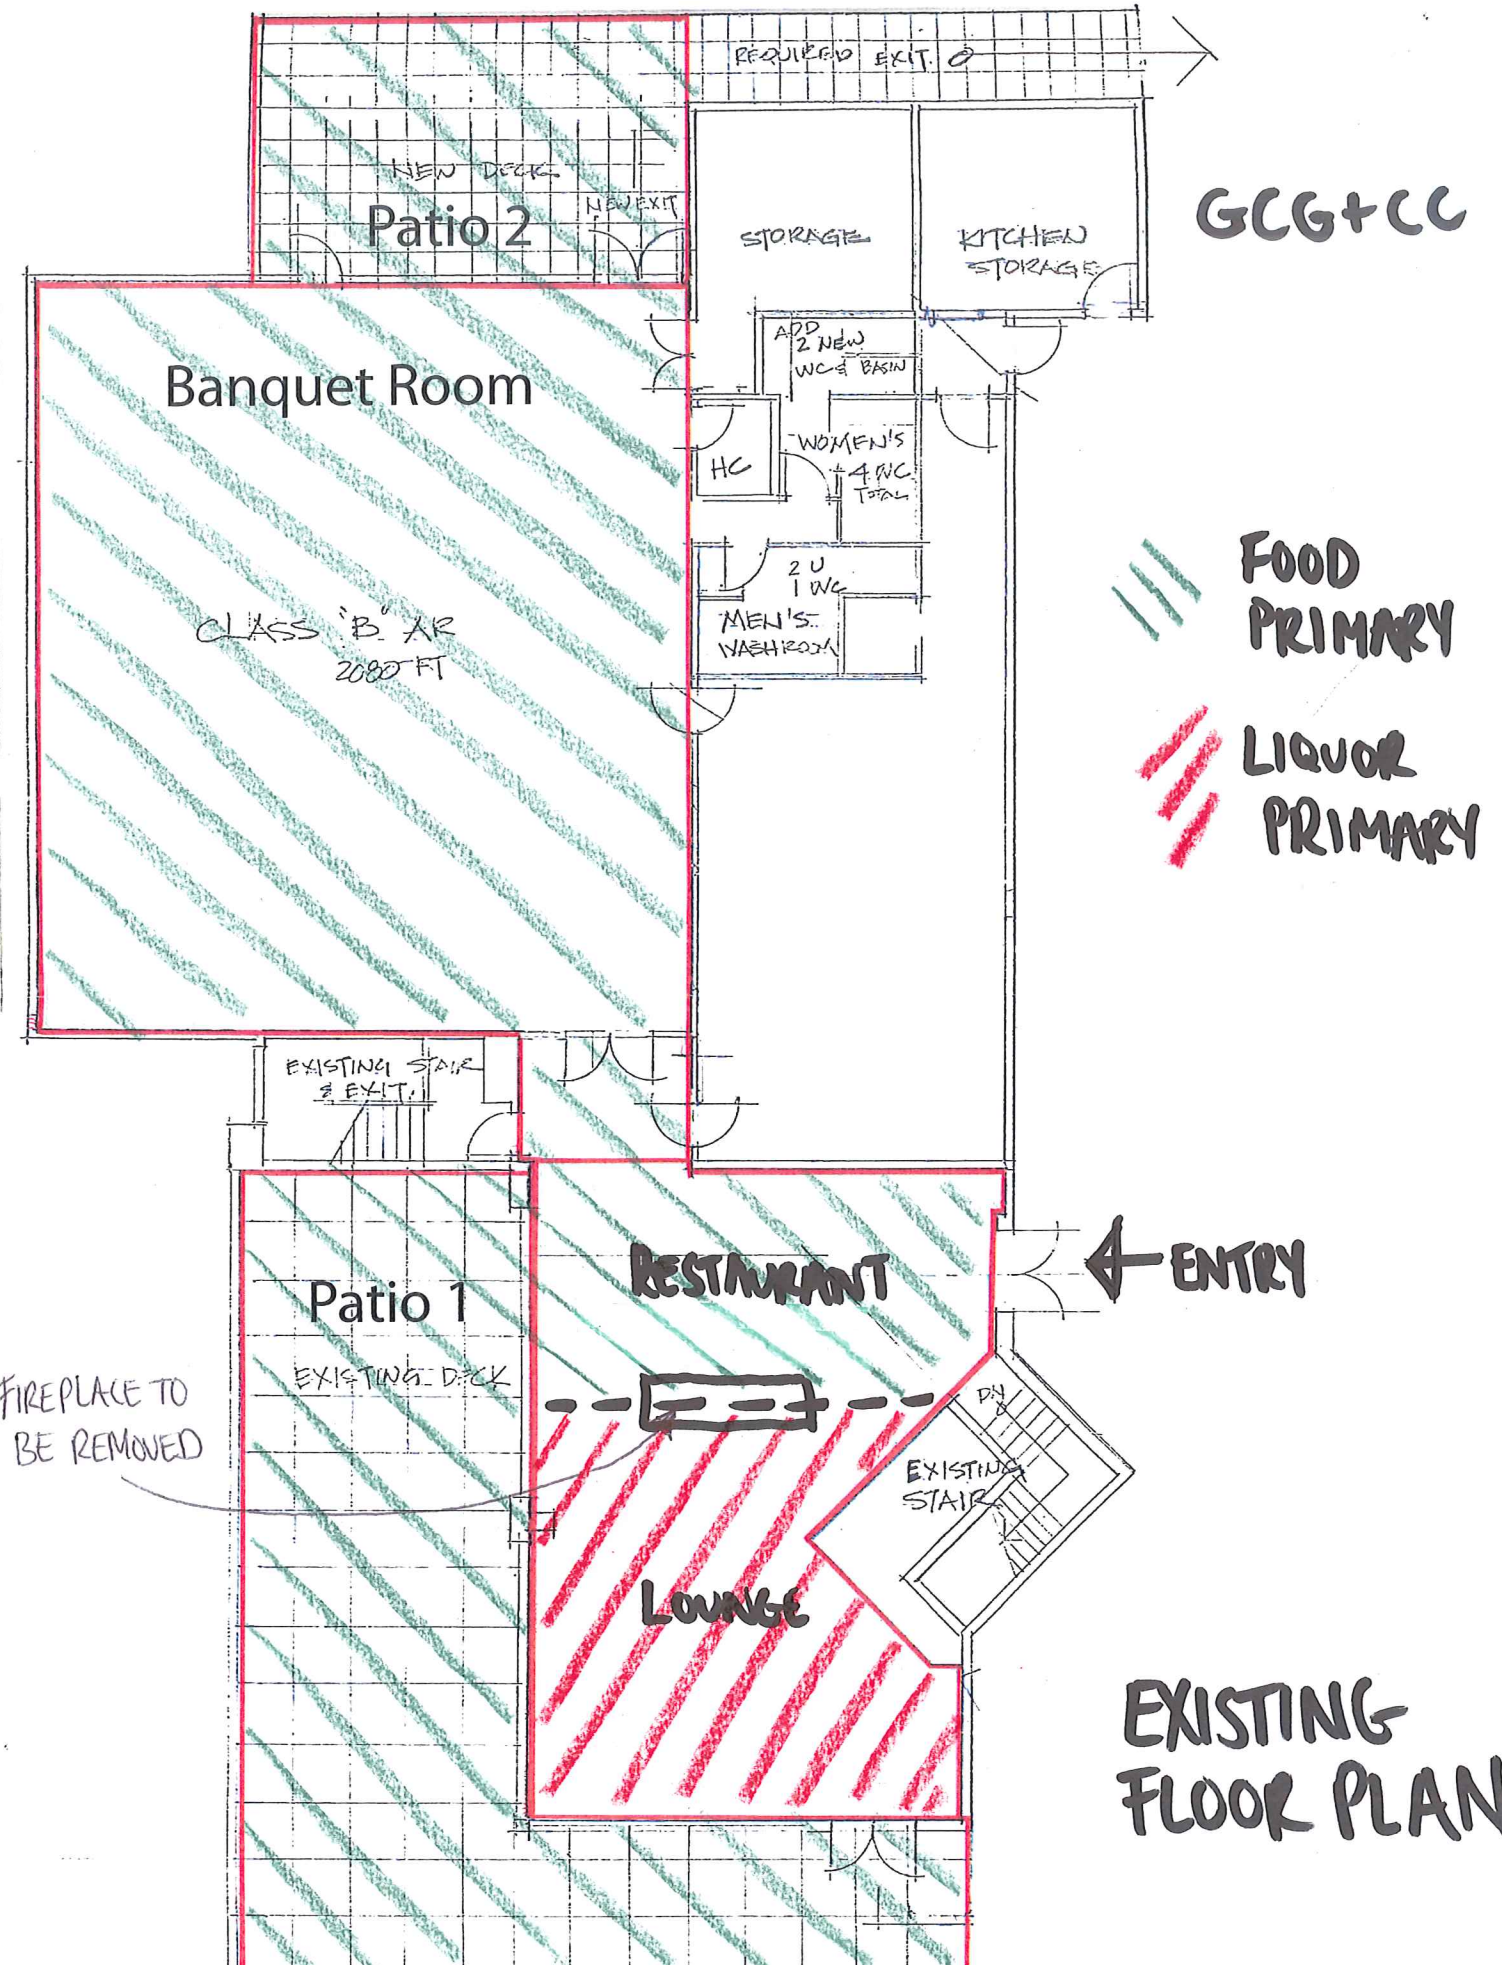 REQUIRED EXIT.
NEW DECK
NEW EXIT
Patio 2
STORAGE
KITCHEN
STORAGE
GCG+CC
ADD
2 NEW
WC & BASIN
Banquet Room
WOMEN'S
4 WC
TOTAL
HC
FOOD
PRIMARY
2 U
1 WC
MEN'S
WASHROOM
CLASS "B" AR
2080 FT
LIQUOR
PRIMARY
EXISTING STAIR
& EXIT.
RESTAURANT
ENTRY
Patio 1
EXISTING DECK
FIREPLACE TO
BE REMOVED
DN
EXISTING
STAIR
LOUNGE
EXISTING
FLOOR PLAN